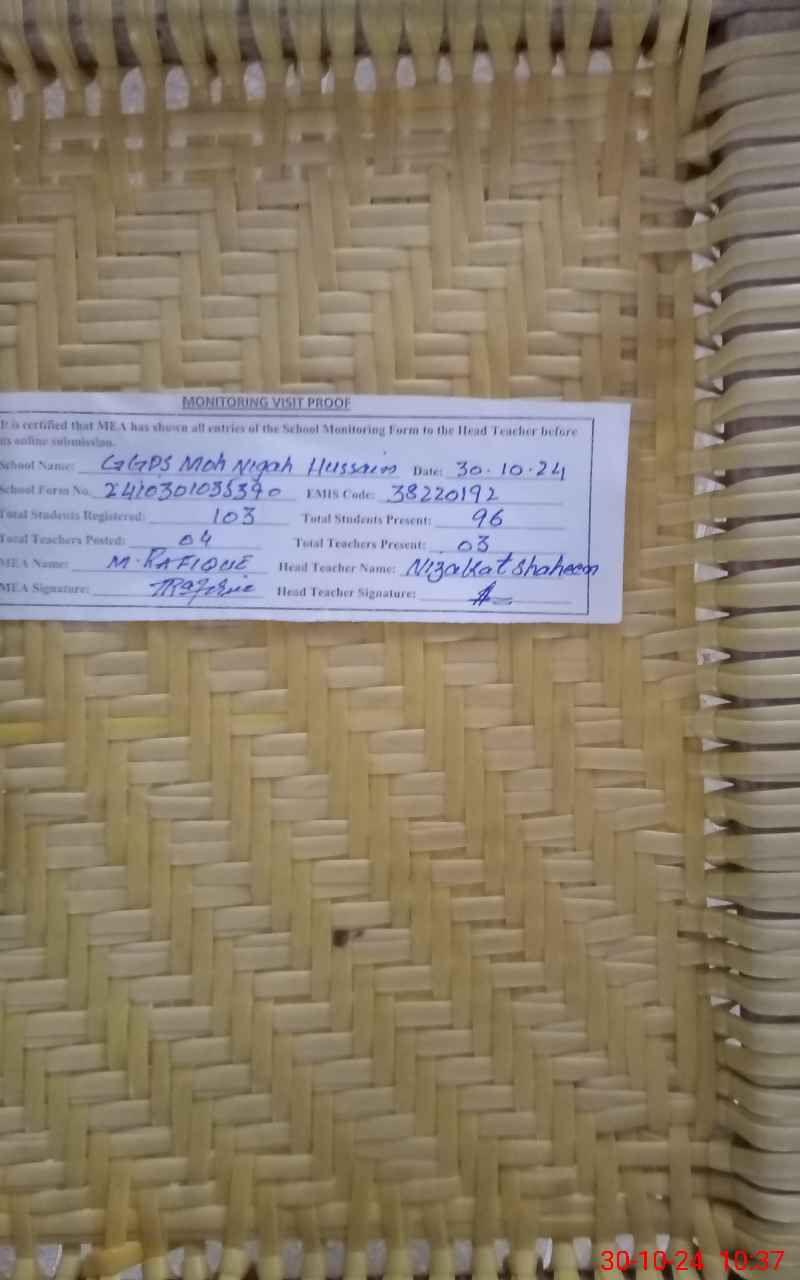 MONITORING VISIT PROOF
It is certified that MEA has shown all entries of the School Monitoring Form to the Head Teacher before
its online submission.
School Name: GGPS Moh Nigah Hussain Date: 30.10.24
School Form No. 2410301035390 EMIS Code: 38220192
Total Students Registered: 103 Total Students Present: 96
Total Teachers Posted: 04 Total Teachers Present: 03
MEA Name: M. RAFIQUE Head Teacher Name: Nizakat Shaheen
MEA Signature: Head Teacher Signature:
30-10-24 10:37